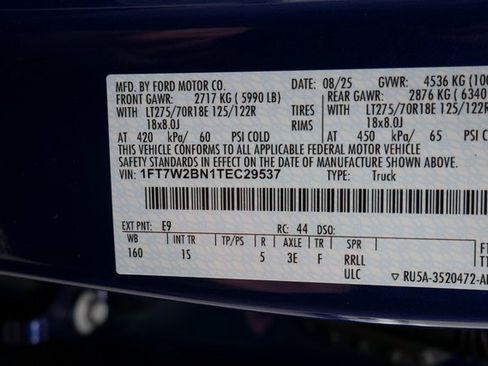 MFD. BY FORD MOTOR CO. DATE: 08/25 GVWR: 4536 KG (100
FRONT GAWR: 2717 KG ( 5990 LB) REAR GAWR: 2876 KG ( 6340
WITH LT275/70R18E 125/122R TIRES WITH LT275/70R18E 125/122R
18x8.0J RIMS 18x8.0J
AT 420 kPa/ 60 PSI COLD AT 450 kPa/ 65 PSI COLD
THIS VEHICLE CONFORMS TO ALL APPLICABLE FEDERAL MOTOR VEHICLE
SAFETY STANDARDS IN EFFECT ON THE DATE OF MANUFACTURE SHOWN ABOVE.
VIN: 1FT7W2BN1TEC29537 TYPE: Truck
EXT PNT: E9 RC: 44 DSO:
WB INT TR TP/PS R AXLE TR SPR
160 1S 5 3E F RRLL
ULC
RU5A-3520472-A